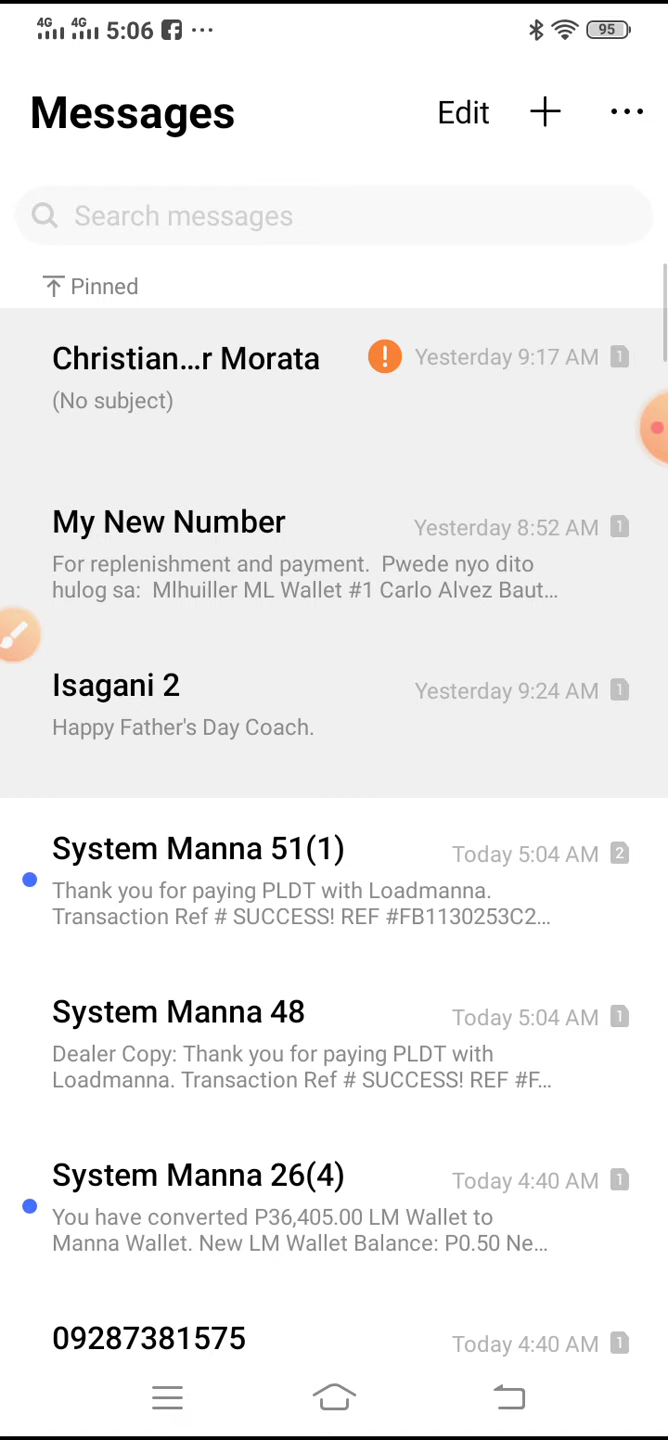 4G 4G 5:06 ... 95
Messages Edit +
Search messages
Pinned
Christian...r Morata ! Yesterday 9:17 AM 1
(No subject)
My New Number Yesterday 8:52 AM 1
For replenishment and payment.  Pwede nyo dito
hulog sa:  Mlhuiller ML Wallet #1 Carlo Alvez Baut...
Isagani 2 Yesterday 9:24 AM 1
Happy Father's Day Coach.
System Manna 51(1) Today 5:04 AM 2
Thank you for paying PLDT with Loadmanna.
Transaction Ref # SUCCESS! REF #FB1130253C2...
System Manna 48 Today 5:04 AM 1
Dealer Copy: Thank you for paying PLDT with
Loadmanna. Transaction Ref # SUCCESS! REF #F...
System Manna 26(4) Today 4:40 AM 1
You have converted P36,405.00 LM Wallet to
Manna Wallet. New LM Wallet Balance: P0.50 Ne...
09287381575 Today 4:40 AM 1